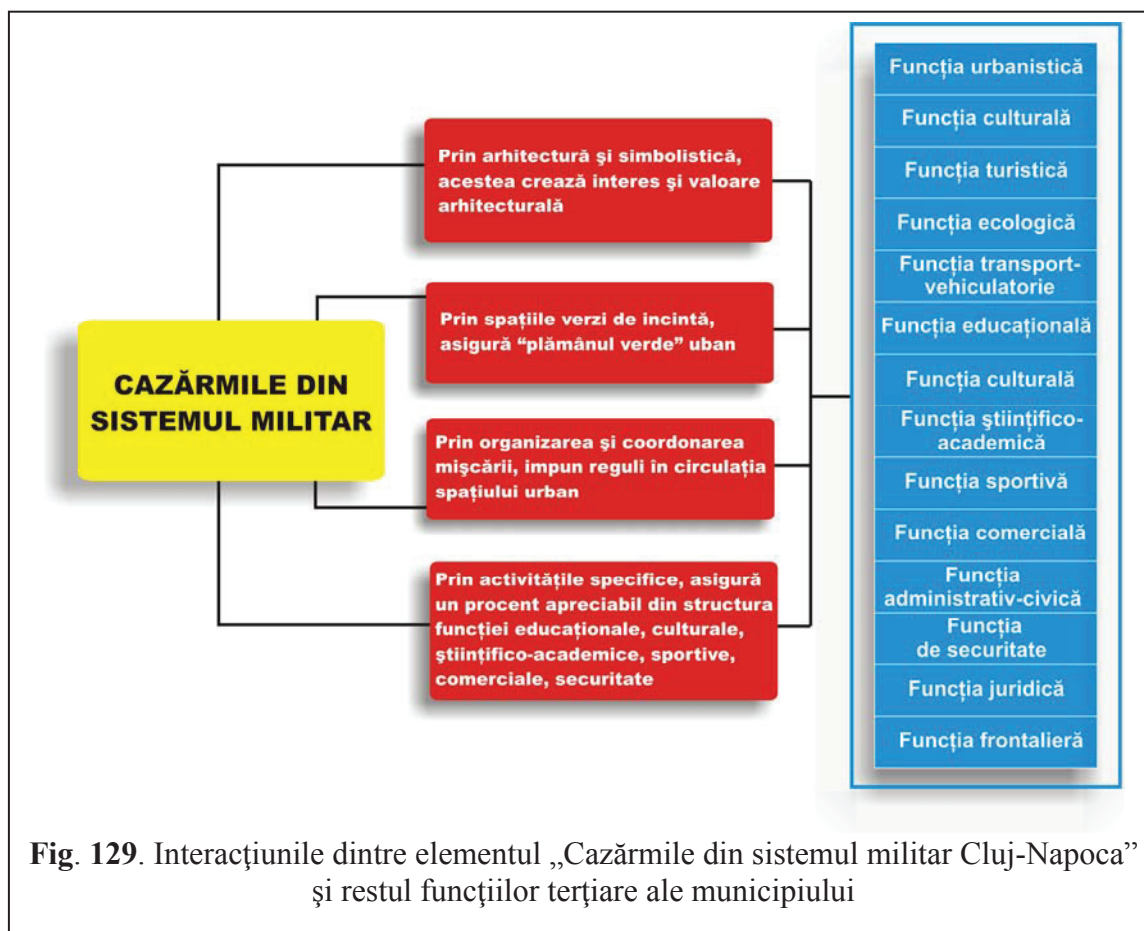 CAZĂRMILE DIN
SISTEMUL MILITAR
Prin arhitectură şi simbolistică,
acestea crează interes şi valoare
arhitecturală
Prin spaţiile verzi de incintă,
asigură “plămânul verde” uban
Prin organizarea şi coordonarea
mişcării, impun reguli în circulaţia
spaţiului urban
Prin activităţile specifice, asigură
un procent apreciabil din structura
funcţiei educaţionale, culturale,
ştiinţifico-academice, sportive,
comerciale, securitate
Funcţia urbanistică
Funcţia culturală
Funcţia turistică
Funcţia ecologică
Funcţia transport-
vehiculatorie
Funcţia educaţională
Funcţia culturală
Funcţia ştiinţifico-
academică
Funcţia sportivă
Funcţia comercială
Funcţia
administrativ-civică
Funcţia
de securitate
Funcţia juridică
Funcţia frontalieră
Fig. 129. Interacţiunile dintre elementul „Cazărmile din sistemul militar Cluj-Napoca”
şi restul funcţiilor terţiare ale municipiului